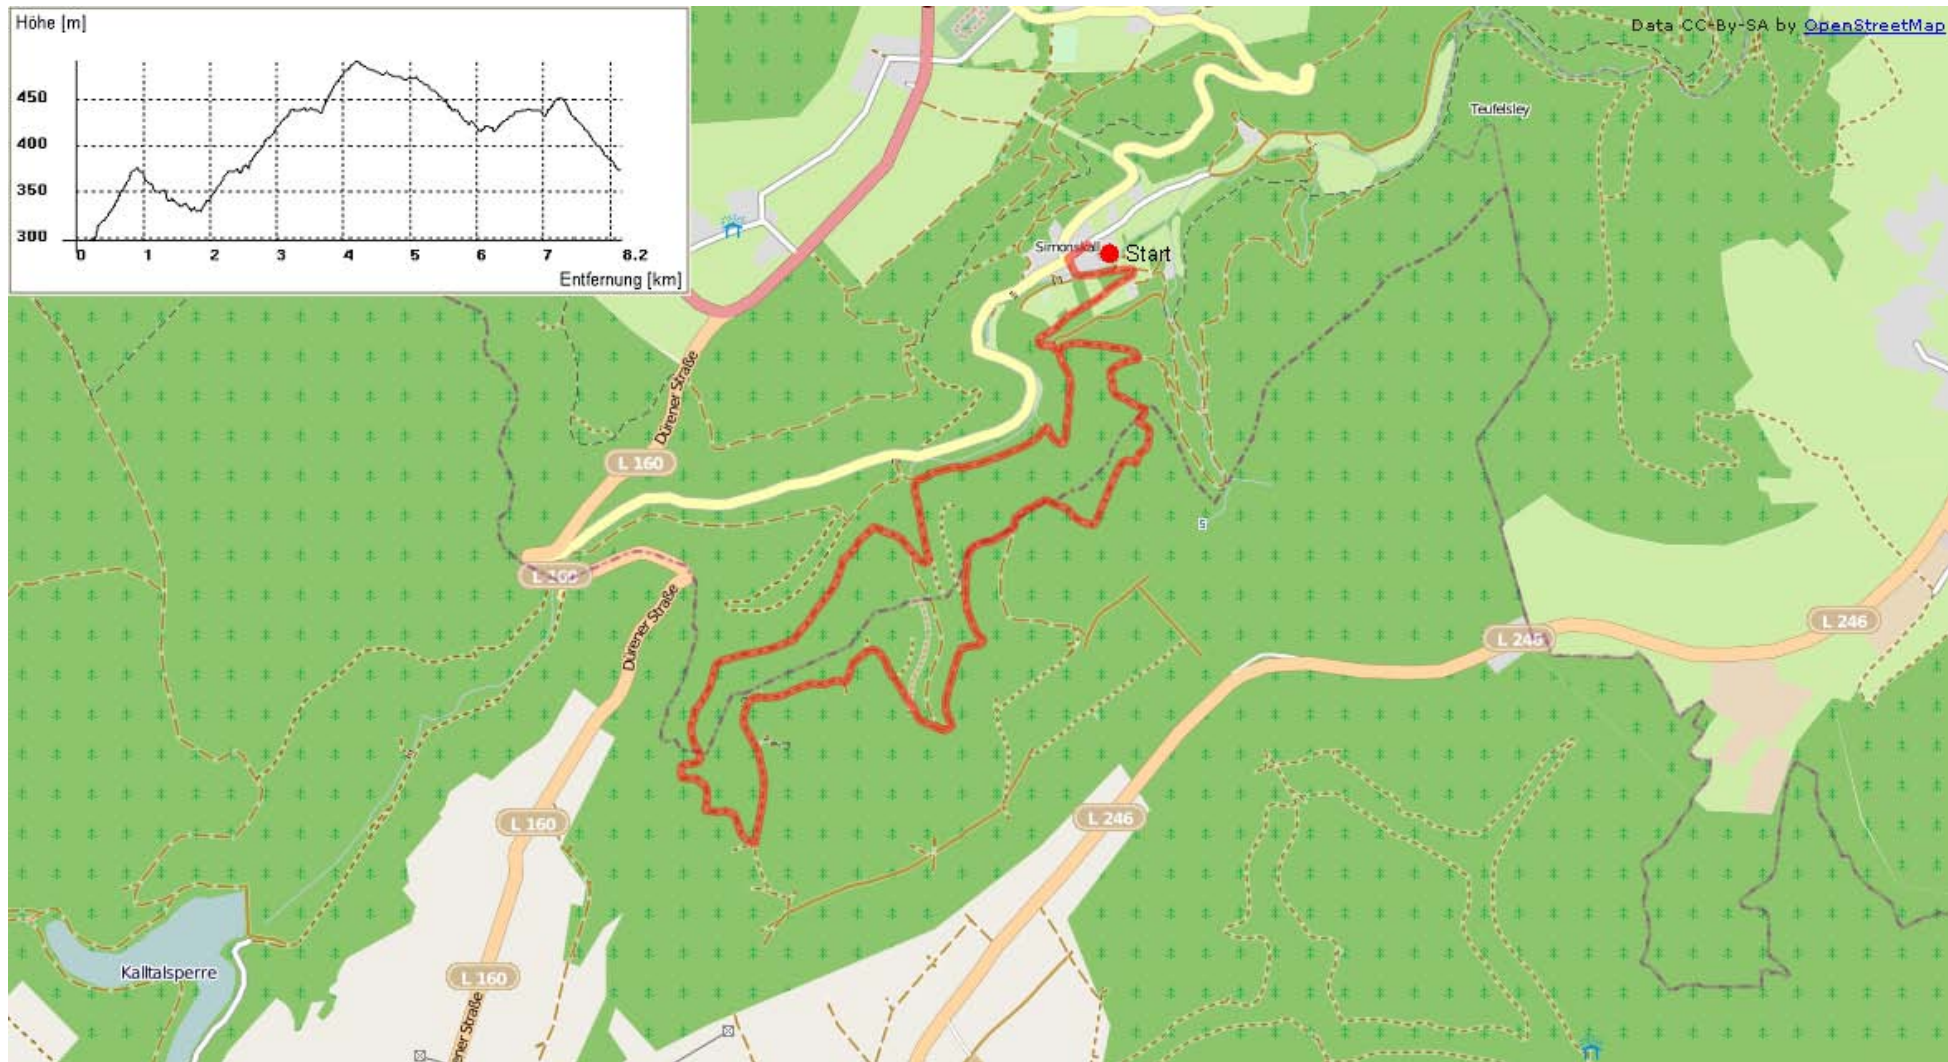 Höhe [m]
450
400
350
300
0 1 2 3 4 5 6 7 8.2
Entfernung [km]
Data CC-By-SA by OpenStreetMap
Teufelsley
Simonskall
Start
Dürener Straße
L 160
S
L 160
Dürener Straße
L 246
L 246
L 160
L 246
Kalltalsperre
L 160
ener Straße